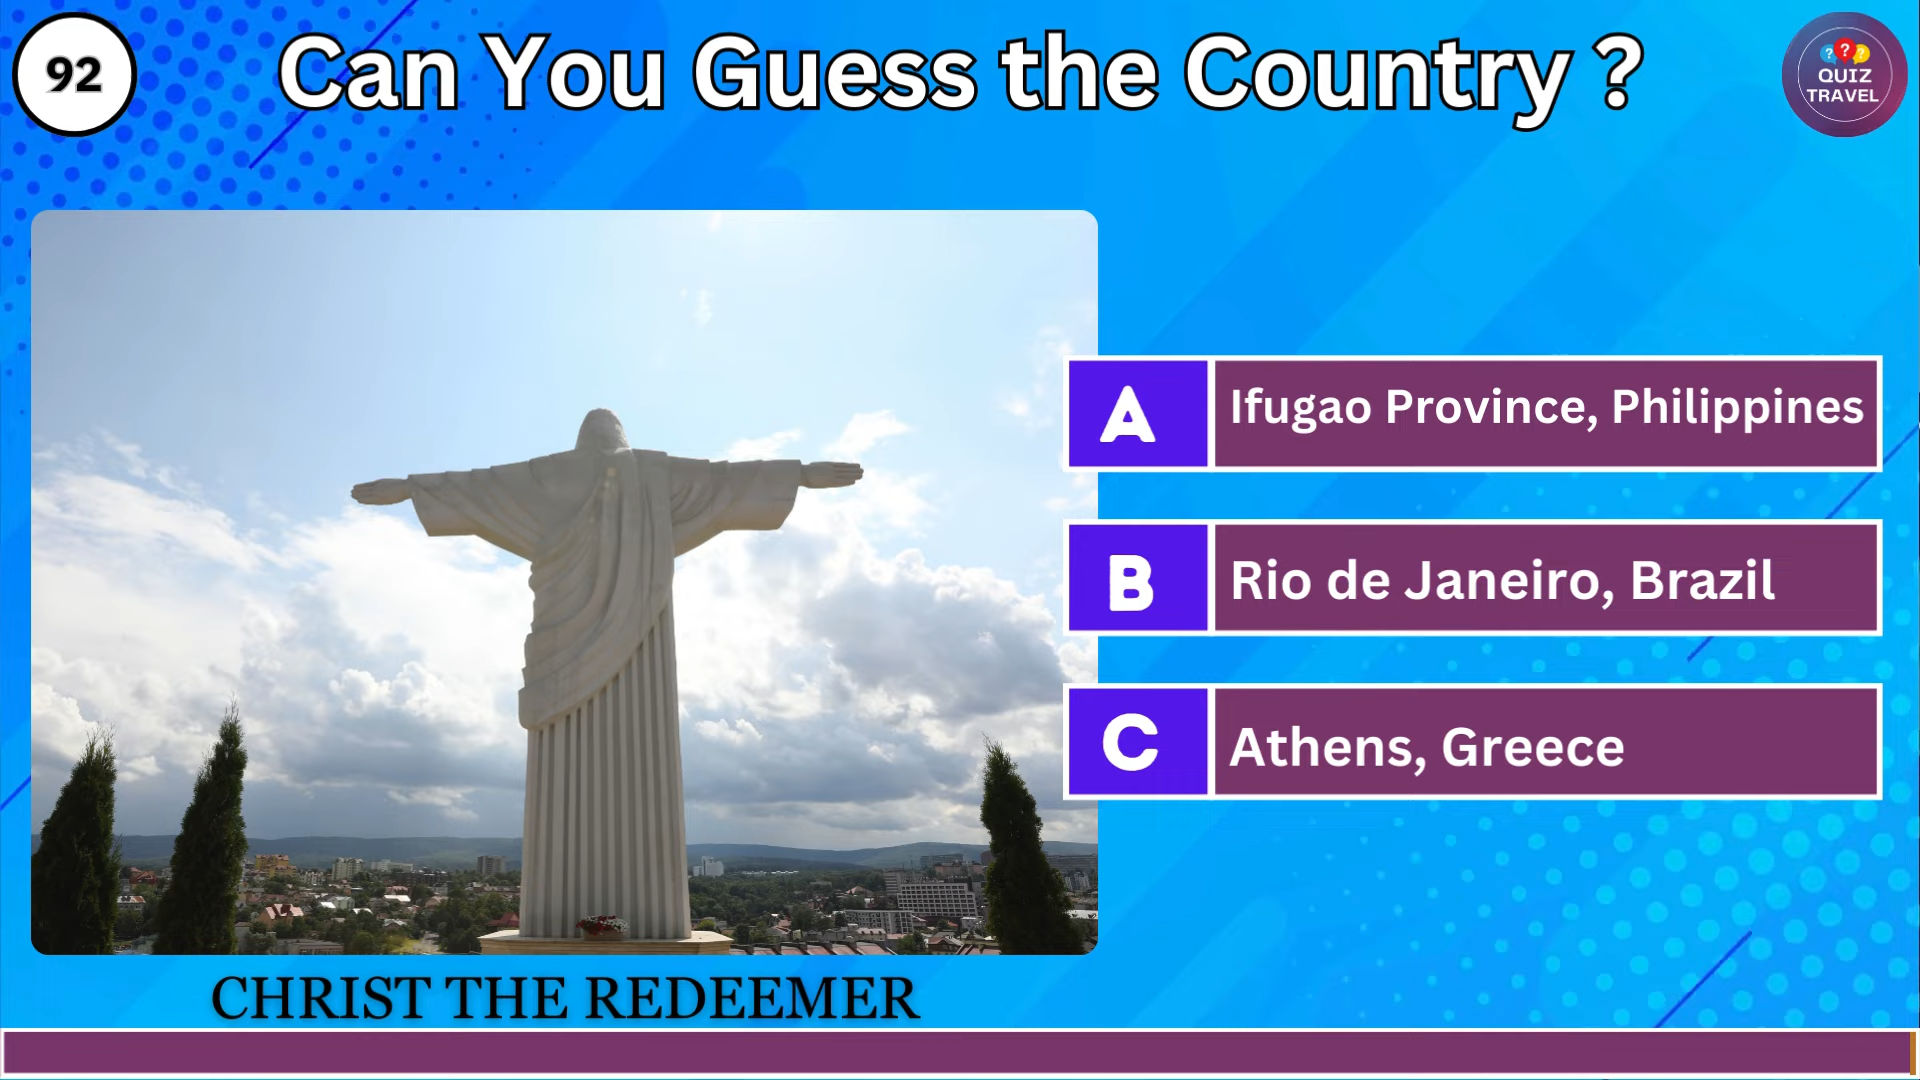 92
Can You Guess the Country ?
? ? ?
QUIZ
TRAVEL
A
Ifugao Province, Philippines
B
Rio de Janeiro, Brazil
C
Athens, Greece
CHRIST THE REDEEMER